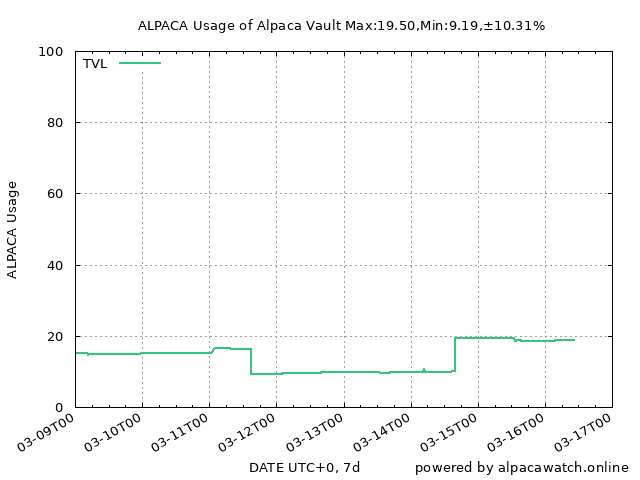 ALPACA Usage of Alpaca Vault Max:19.50,Min:9.19,±10.31%
100
TVL
80
60
40
20
0
ALPACA Usage
03-09T00 03-10T00 03-11T00 03-12T00 03-13T00 03-14T00 03-15T00 03-16T00 03-17T00
DATE UTC+0, 7d powered by alpacawatch.online